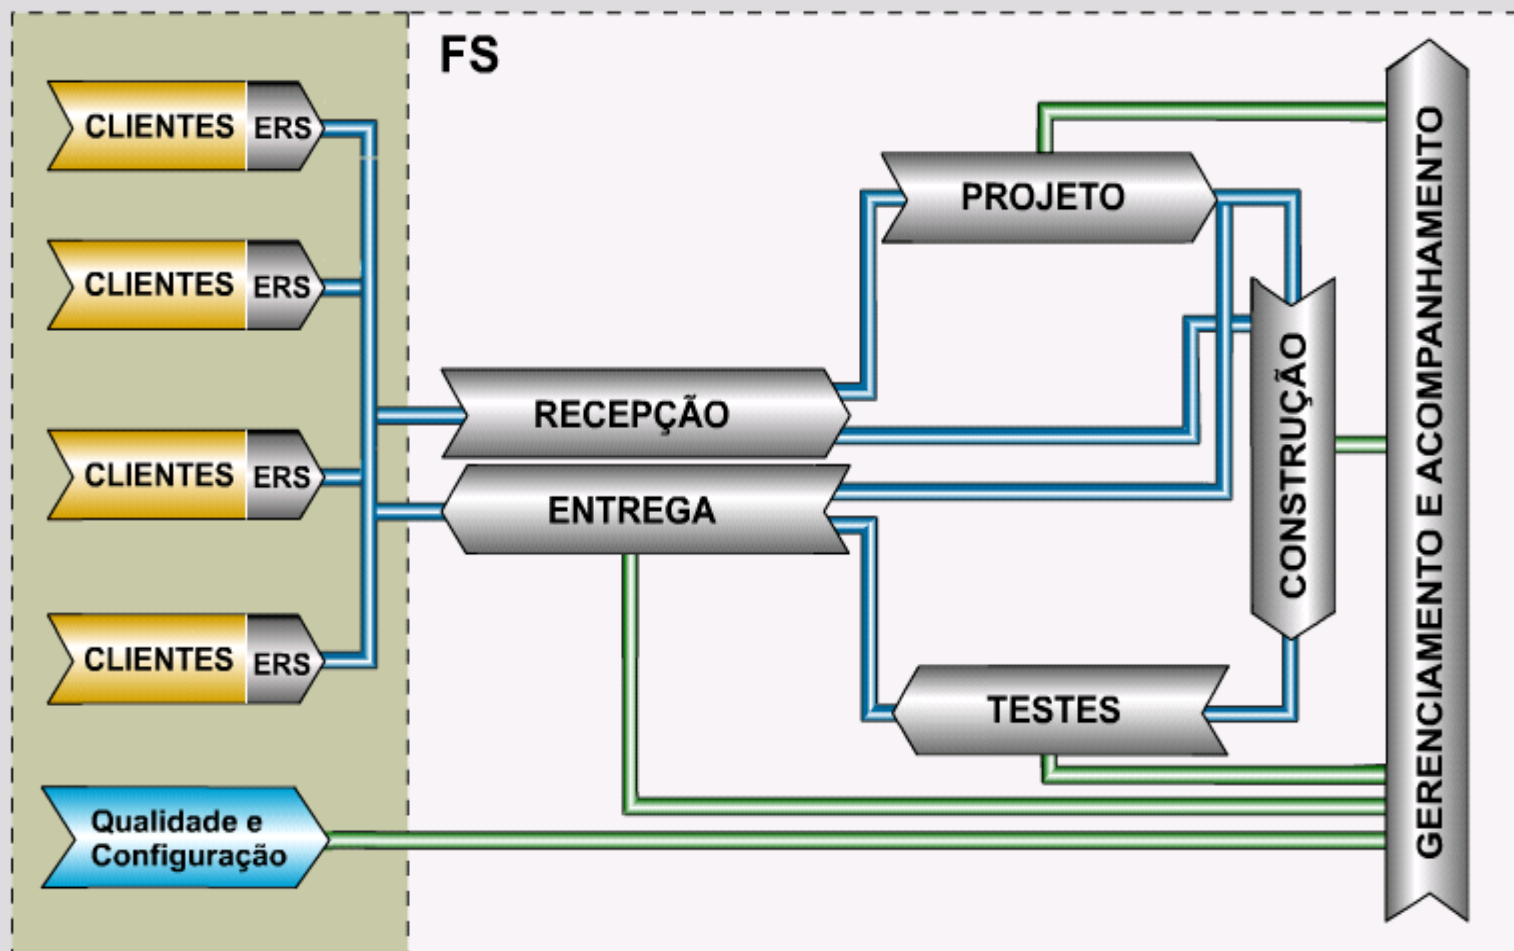 FS
CLIENTES ERS
CLIENTES ERS
CLIENTES ERS
CLIENTES ERS
Qualidade e
Configuração
RECEPÇÃO
ENTREGA
PROJETO
CONSTRUÇÃO
TESTES
GERENCIAMENTO E ACOMPANHAMENTO